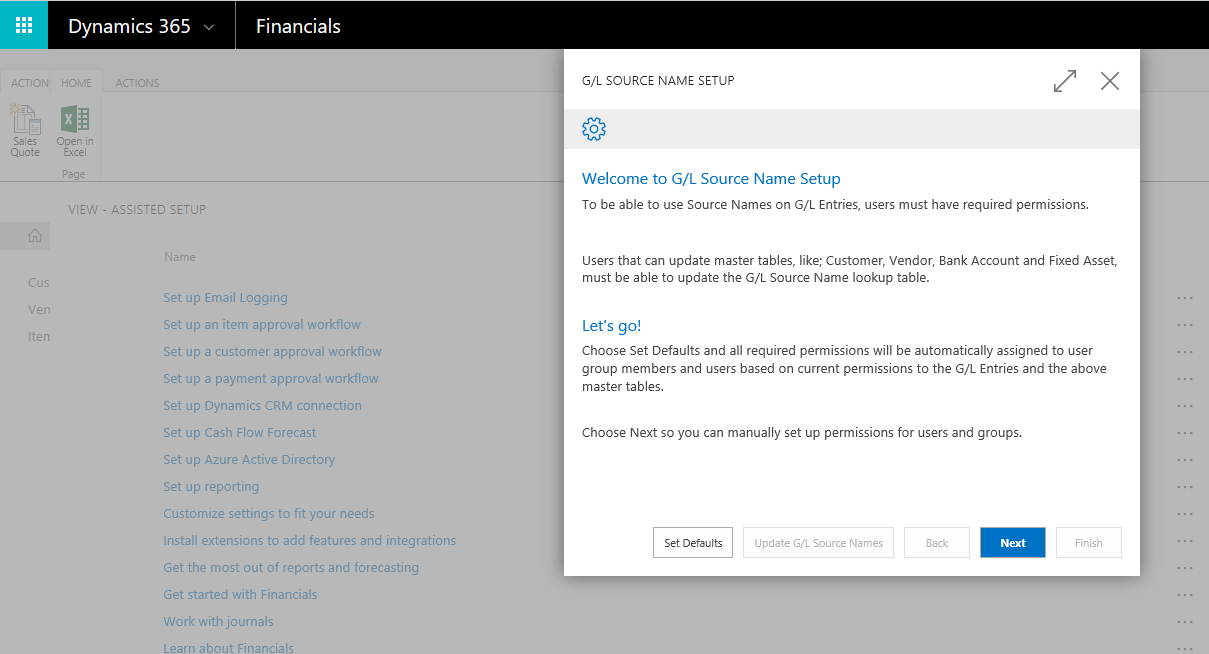 Dynamics 365
Financials
ACTION
HOME
ACTIONS
Sales
Quote
Open in
Excel
Page
VIEW - ASSISTED SETUP
Name
Cus
Ven
Item
Set up Email Logging
Set up an item approval workflow
Set up a customer approval workflow
Set up a payment approval workflow
Set up Dynamics CRM connection
Set up Cash Flow Forecast
Set up Azure Active Directory
Set up reporting
Customize settings to fit your needs
Install extensions to add features and integrations
Get the most out of reports and forecasting
Get started with Financials
Work with journals
Learn about Financials
G/L SOURCE NAME SETUP
Welcome to G/L Source Name Setup
To be able to use Source Names on G/L Entries, users must have required permissions.
Users that can update master tables, like; Customer, Vendor, Bank Account and Fixed Asset,
must be able to update the G/L Source Name lookup table.
Let's go!
Choose Set Defaults and all required permissions will be automatically assigned to user
group members and users based on current permissions to the G/L Entries and the above
master tables.
Choose Next so you can manually set up permissions for users and groups.
Set Defaults
Update G/L Source Names
Back
Next
Finish